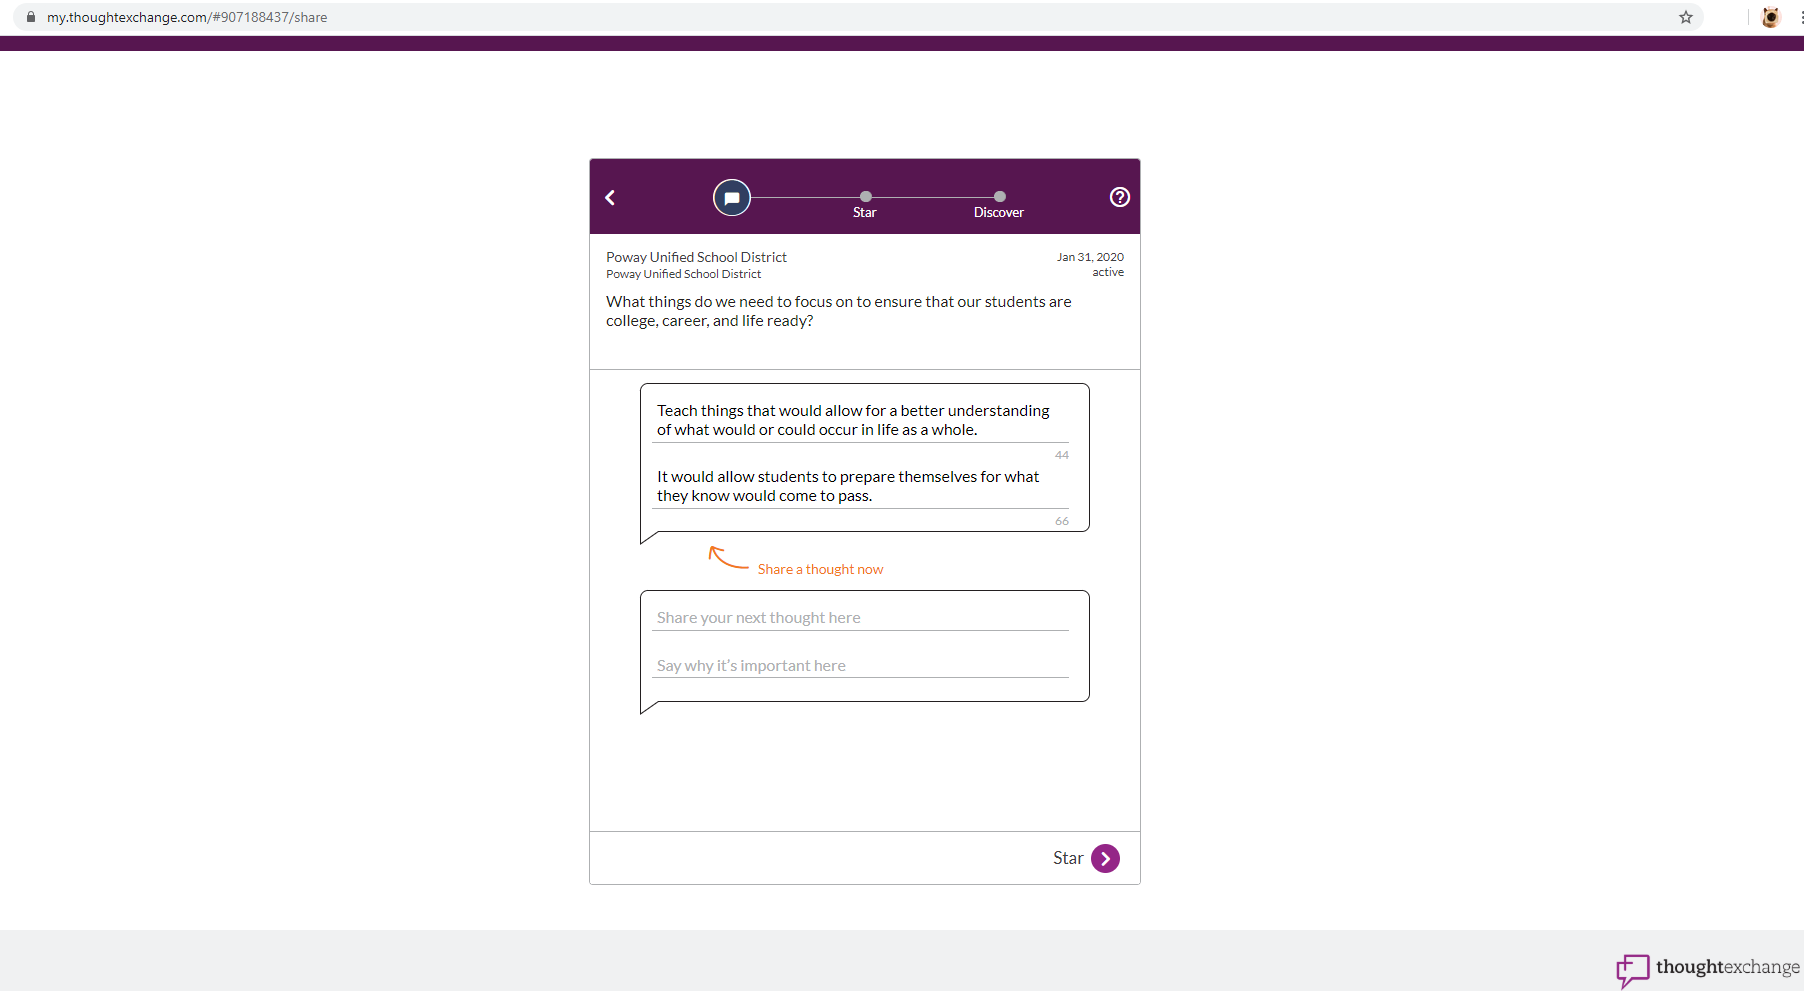 my.thoughtexchange.com/#907188437/share
Star
Discover
Poway Unified School District
Jan 31, 2020
Poway Unified School District
active
What things do we need to focus on to ensure that our students are
college, career, and life ready?
Teach things that would allow for a better understanding
of what would or could occur in life as a whole.
44
It would allow students to prepare themselves for what
they know would come to pass.
66
Share a thought now
Share your next thought here
Say why it's important here
Star
thoughtexchange